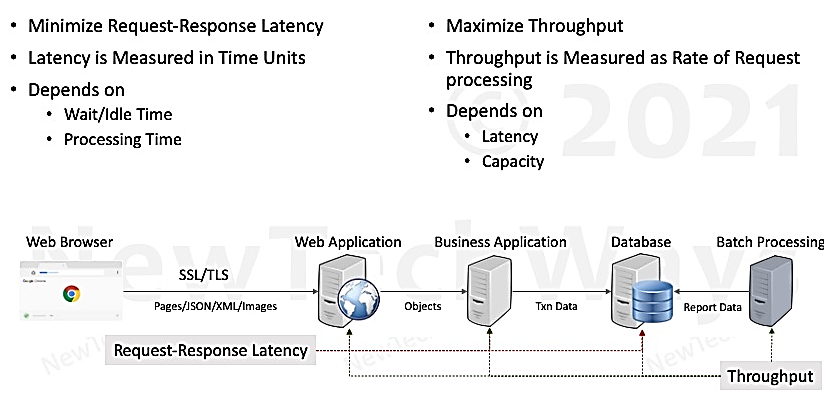 Minimize Request-Response Latency
Latency is Measured in Time Units
Depends on
Wait/Idle Time
Processing Time
Maximize Throughput
Throughput is Measured as Rate of Request
processing
Depends on
Latency
Capacity
© 2021
NewTechWays
Web Browser
Web Application
Business Application
Database
Batch Processing
SSL/TLS
Pages/JSON/XML/Images
Objects
Txn Data
Report Data
Request-Response Latency
Throughput